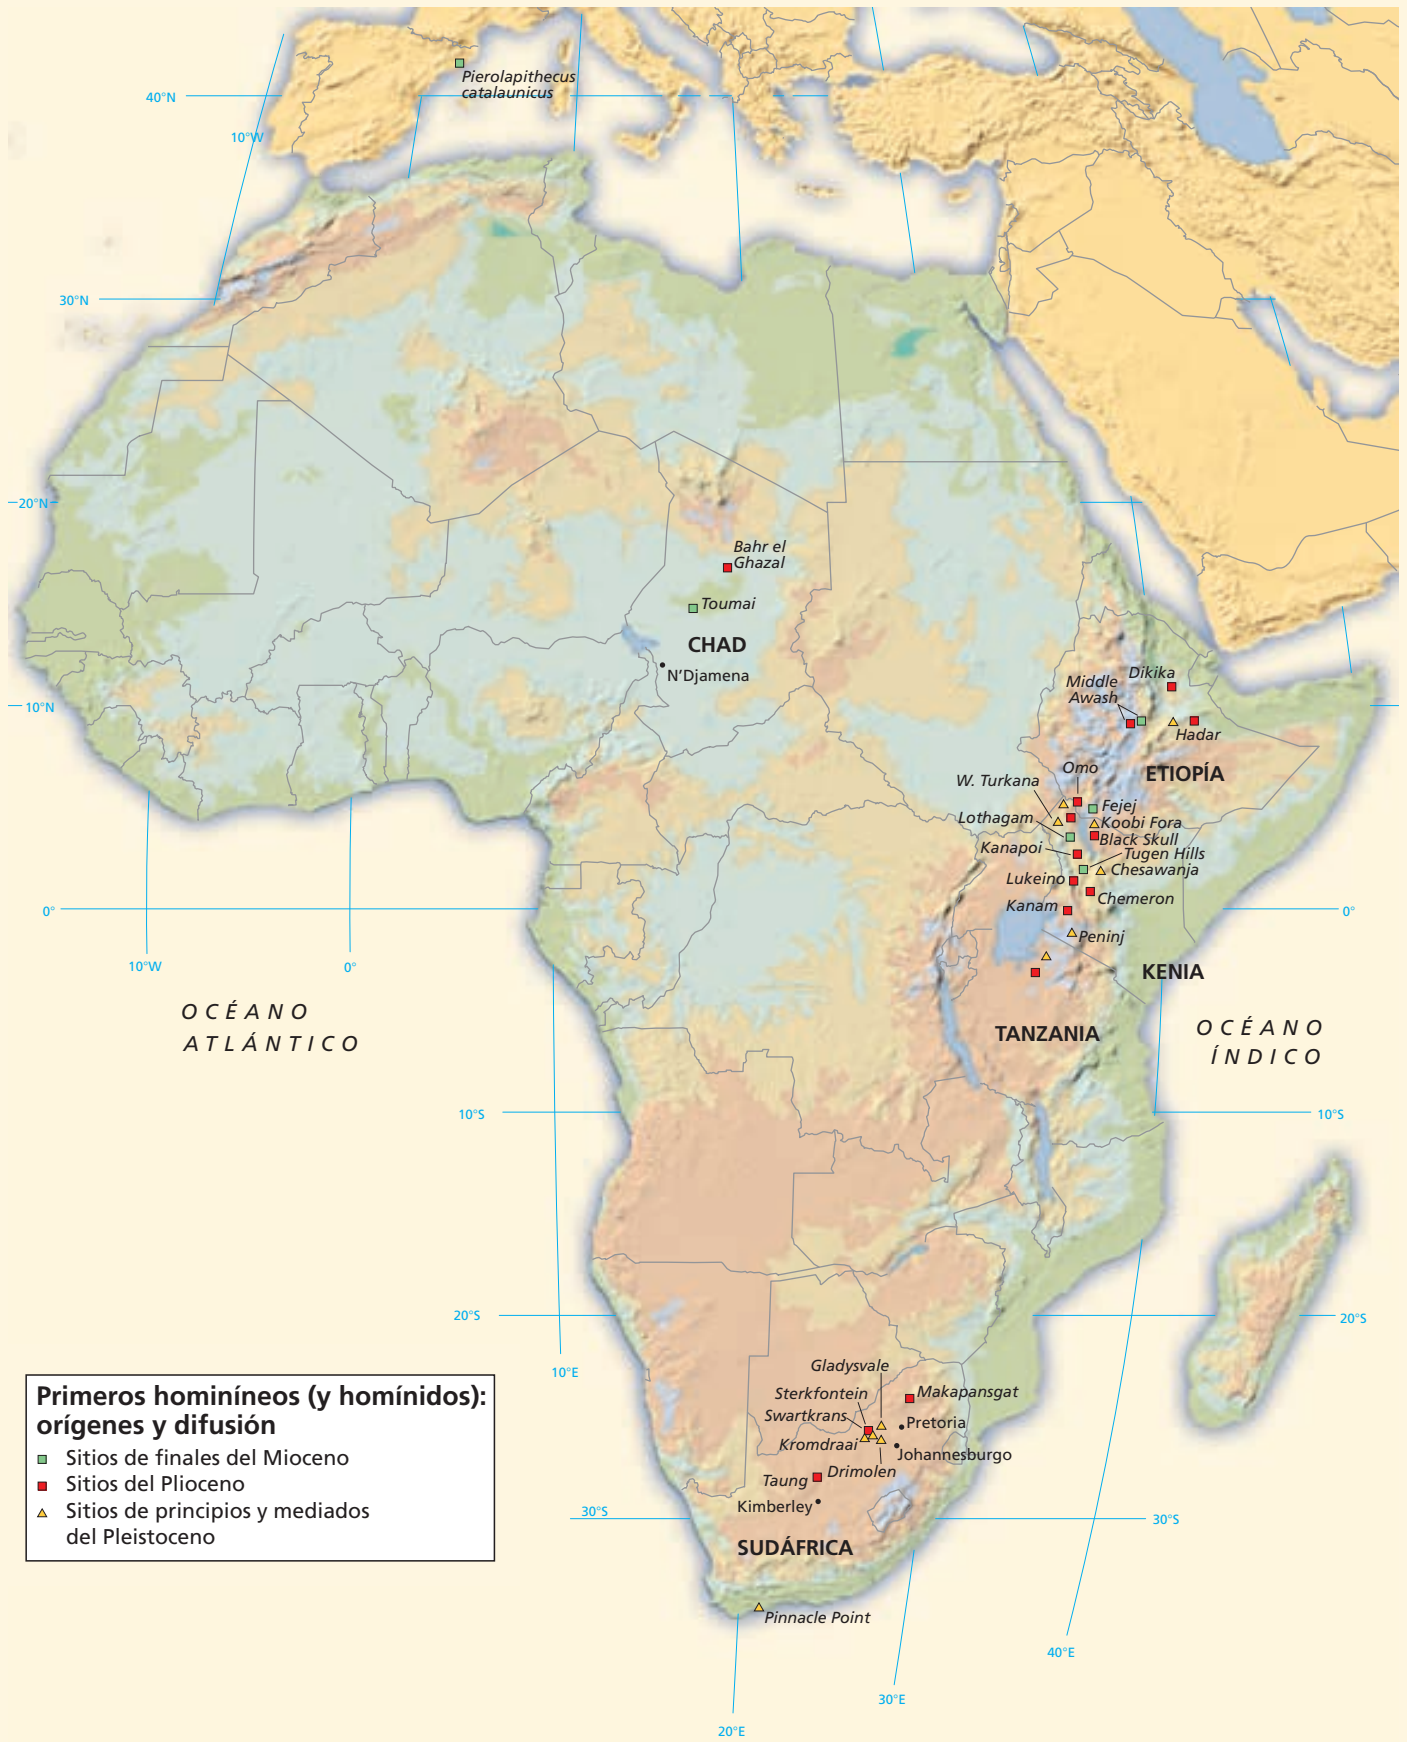 Pierolapithecus
catalaunicus
40°N
10°W
30°N
20°N
Bahr el
Ghazal
Toumai
CHAD
N'Djamena
Dikika
Middle
Awash
10°N
Hadar
Omo
ETIOPÍA
W. Turkana
Fejej
Lothagam
Koobi Fora
Black Skull
Kanapoi
Tugen Hills
Chesawanja
Lukeino
Chemeron
Kanam
0°
0°
Peninj
10°W
0°
KENIA
OCÉANO
ATLÁNTICO
TANZANIA
OCÉANO
ÍNDICO
10°S
10°S
20°S
20°S
10°E
Gladysvale
Sterkfontein
Makapansgat
Swartkrans
Pretoria
Kromdraai
Johannesburgo
Drimolen
Taung
Kimberley
30°S
30°S
SUDÁFRICA
Pinnacle Point
40°E
30°E
20°E
Primeros hominíneos (y homínidos):
orígenes y difusión
Sitios de finales del Mioceno
Sitios del Plioceno
Sitios de principios y mediados
del Pleistoceno